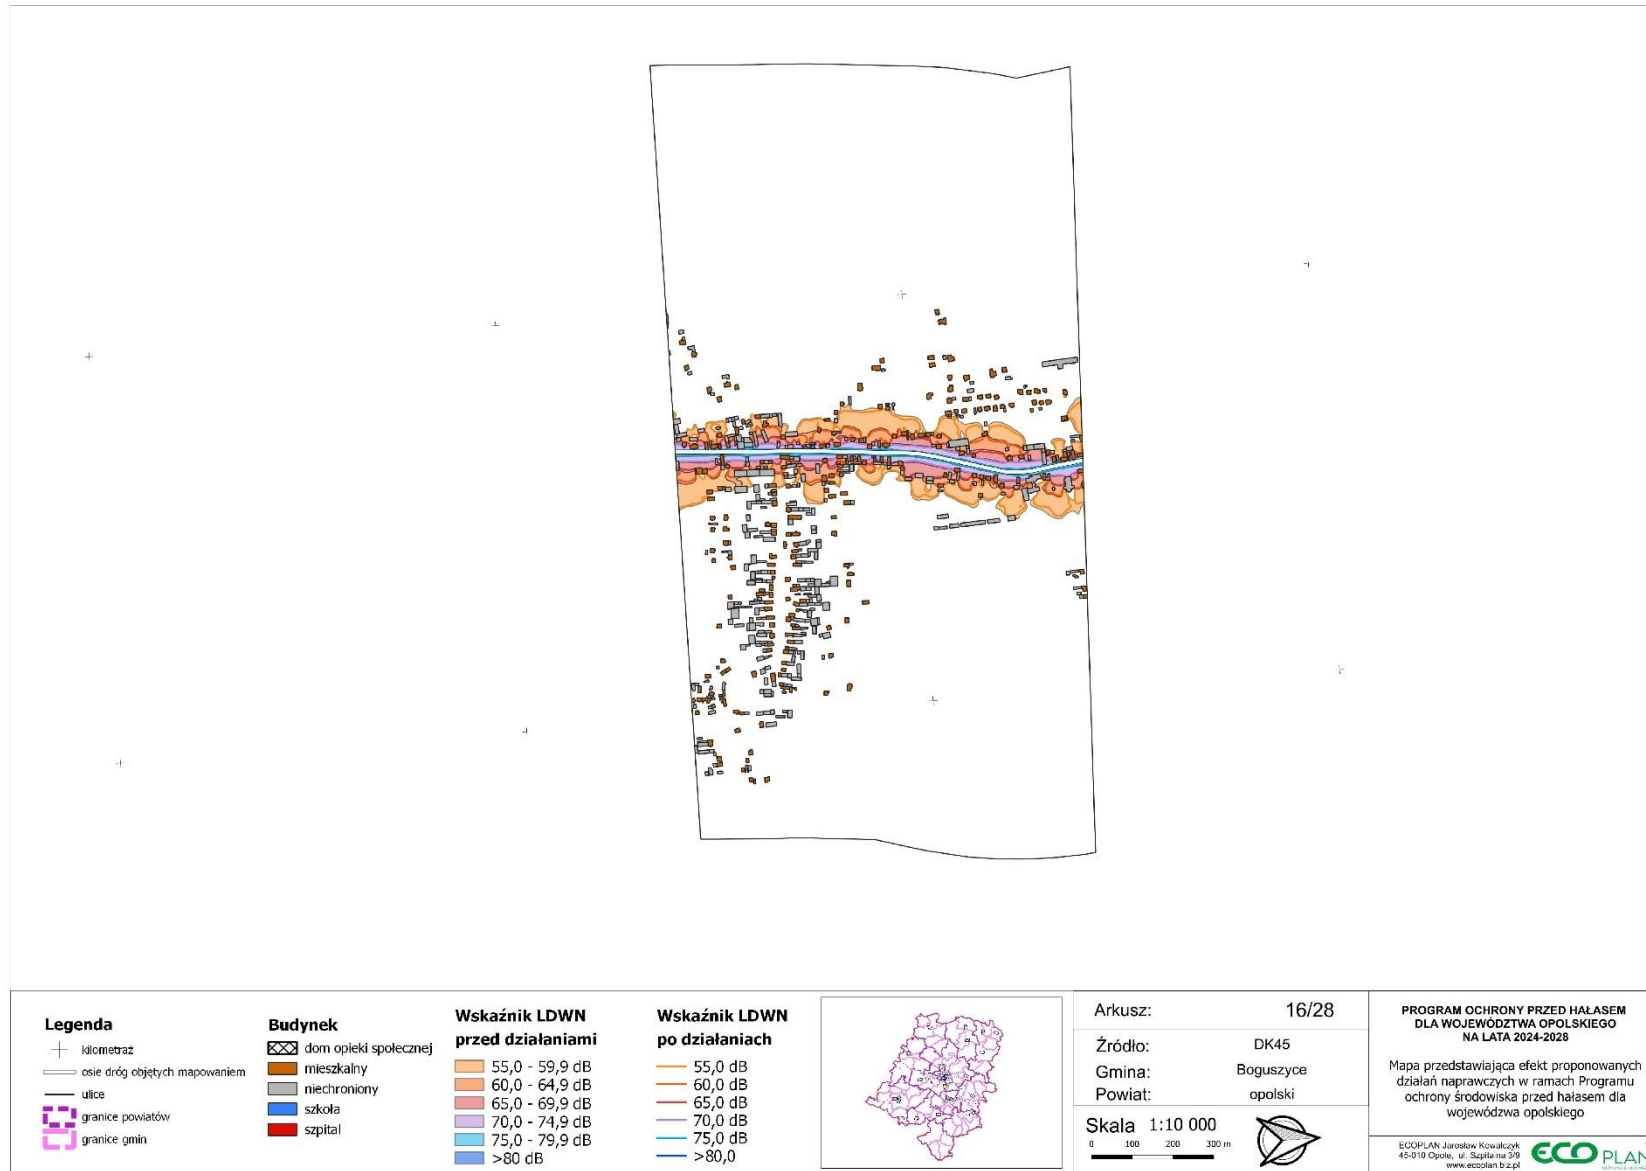 Legenda
kilometraż
osie dróg objętych mapowaniem
ulice
granice powiatów
granice gmin
Budynek
dom opieki społecznej
mieszkalny
niechroniony
szkoła
szpital
Wskaźnik LDWN
przed działaniami
55,0 - 59,9 dB
60,0 - 64,9 dB
65,0 - 69,9 dB
70,0 - 74,9 dB
75,0 - 79,9 dB
>80 dB
Wskaźnik LDWN
po działaniach
55,0 dB
60,0 dB
65,0 dB
70,0 dB
75,0 dB
>80,0
Arkusz: 16/28
Źródło: DK45
Gmina: Boguszyce
Powiat: opolski
Skala 1:10 000
0 100 200 300 m
PROGRAM OCHRONY PRZED HAŁASEM
DLA WOJEWÓDZTWA OPOLSKIEGO
NA LATA 2024-2028
Mapa przedstawiająca efekt proponowanych
działań naprawczych w ramach Programu
ochrony środowiska przed hałasem dla
wojewódzwa opolskiego
ECOPLAN Jarosław Kowalczyk
45-010 Opole, ul. Szpitalna 3/9
www.ecoplan.biz.pl
ECO PLAN